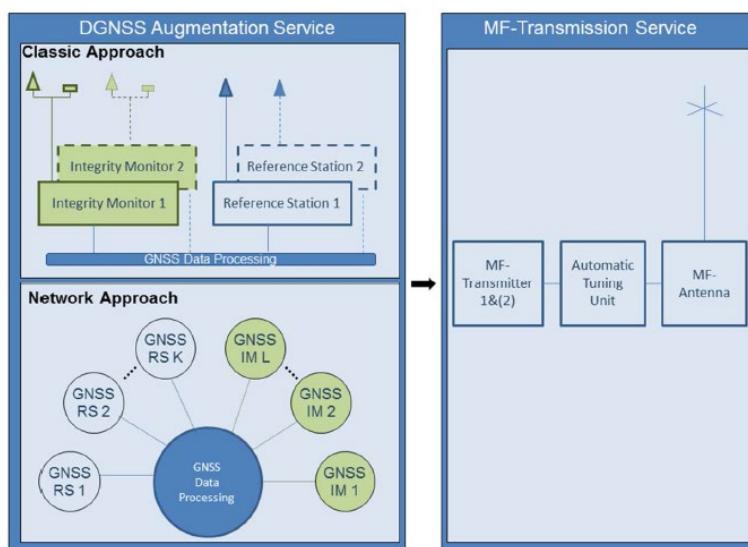 DGNSS Augmentation Service
Classic Approach
Integrity Monitor 2
Integrity Monitor 1
Reference Station 2
Reference Station 1
GNSS Data Processing
Network Approach
GNSS
RS K
GNSS
IM L
GNSS
RS 2
GNSS
IM 2
GNSS
RS 1
GNSS
Data
Processing
GNSS
IM 1
MF-Transmission Service
MF-
Transmitter
1&(2)
Automatic
Tuning
Unit
MF-
Antenna